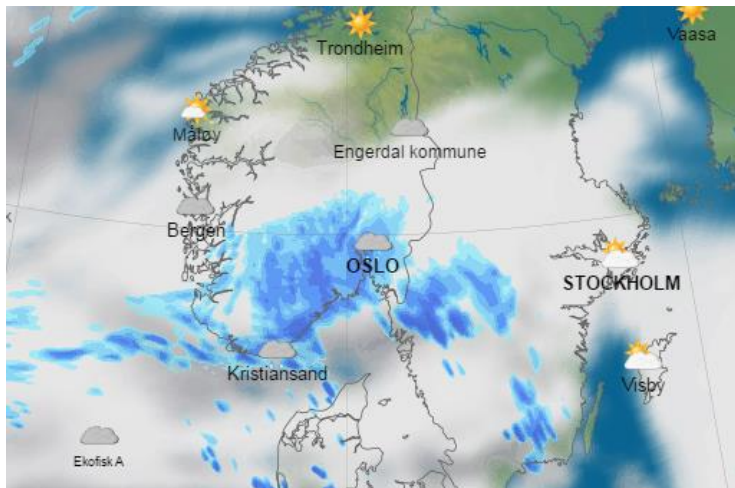 Trondheim
Vaasa
Måløy
Engerdal kommune
Bergen
OSLO
STOCKHOLM
Kristiansand
Visby
Ekofisk A